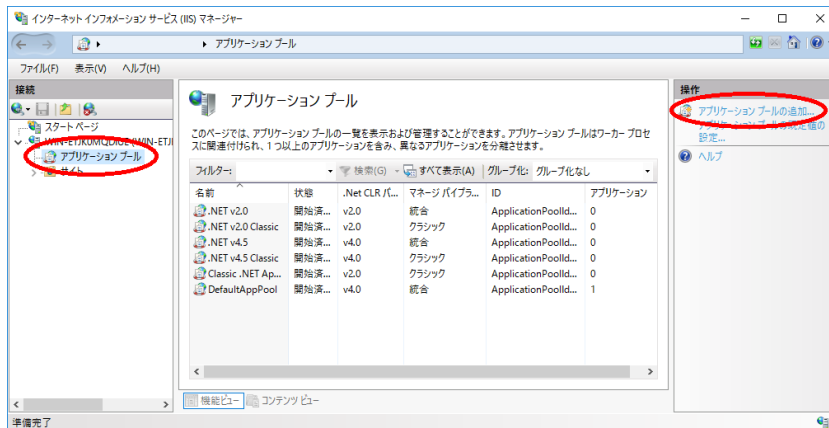 インターネット インフォメーション サービス (IIS) マネージャー
アプリケーション プール
ファイル(F) 表示(V) ヘルプ(H)
接続
スタート ページ
アプリケーション プール
サイト
アプリケーション プール
このページでは、アプリケーション プールの一覧を表示および管理することができます。アプリケーション プールはワーカー プロセ
スに関連付けられ、1 つ以上のアプリケーションを含み、異なるアプリケーションを分離させます。
フィルター: 検索(G) すべて表示(A) グループ化: グループ化なし
名前 状態 .Net CLR バ... マネージ パイプラ... ID アプリケーション
.NET v2.0 開始済... v2.0 統合 ApplicationPoolId... 0
.NET v2.0 Classic 開始済... v2.0 クラシック ApplicationPoolId... 0
.NET v4.5 開始済... v4.0 統合 ApplicationPoolId... 0
.NET v4.5 Classic 開始済... v4.0 クラシック ApplicationPoolId... 0
Classic .NET Ap... 開始済... v2.0 クラシック ApplicationPoolId... 0
DefaultAppPool 開始済... v4.0 統合 ApplicationPoolId... 1
機能ビュー コンテンツ ビュー
操作
アプリケーション プールの追加...
アプリケーション プールの規定値の
設定...
ヘルプ
準備完了